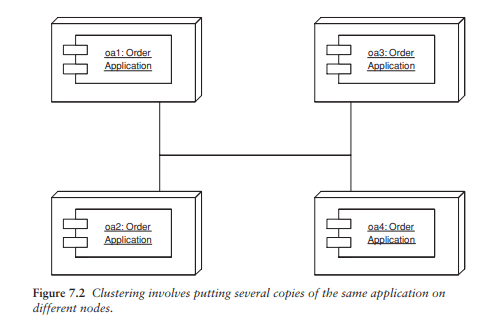 oa1: Order
Application
oa3: Order
Application
oa2: Order
Application
oa4: Order
Application
Figure 7.2 Clustering involves putting several copies of the same application on
different nodes.